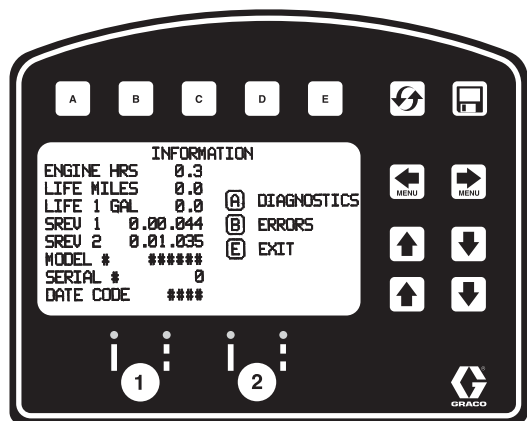 A B C D E
INFORMATION
ENGINE HRS 0.3
LIFE MILES 0.0
LIFE 1 GAL 0.0
SREV 1 0.00.044
SREV 2 0.01.035
MODEL # ######
SERIAL # 0
DATE CODE ####
A DIAGNOSTICS
B ERRORS
E EXIT
MENU MENU
1 2
GRACO